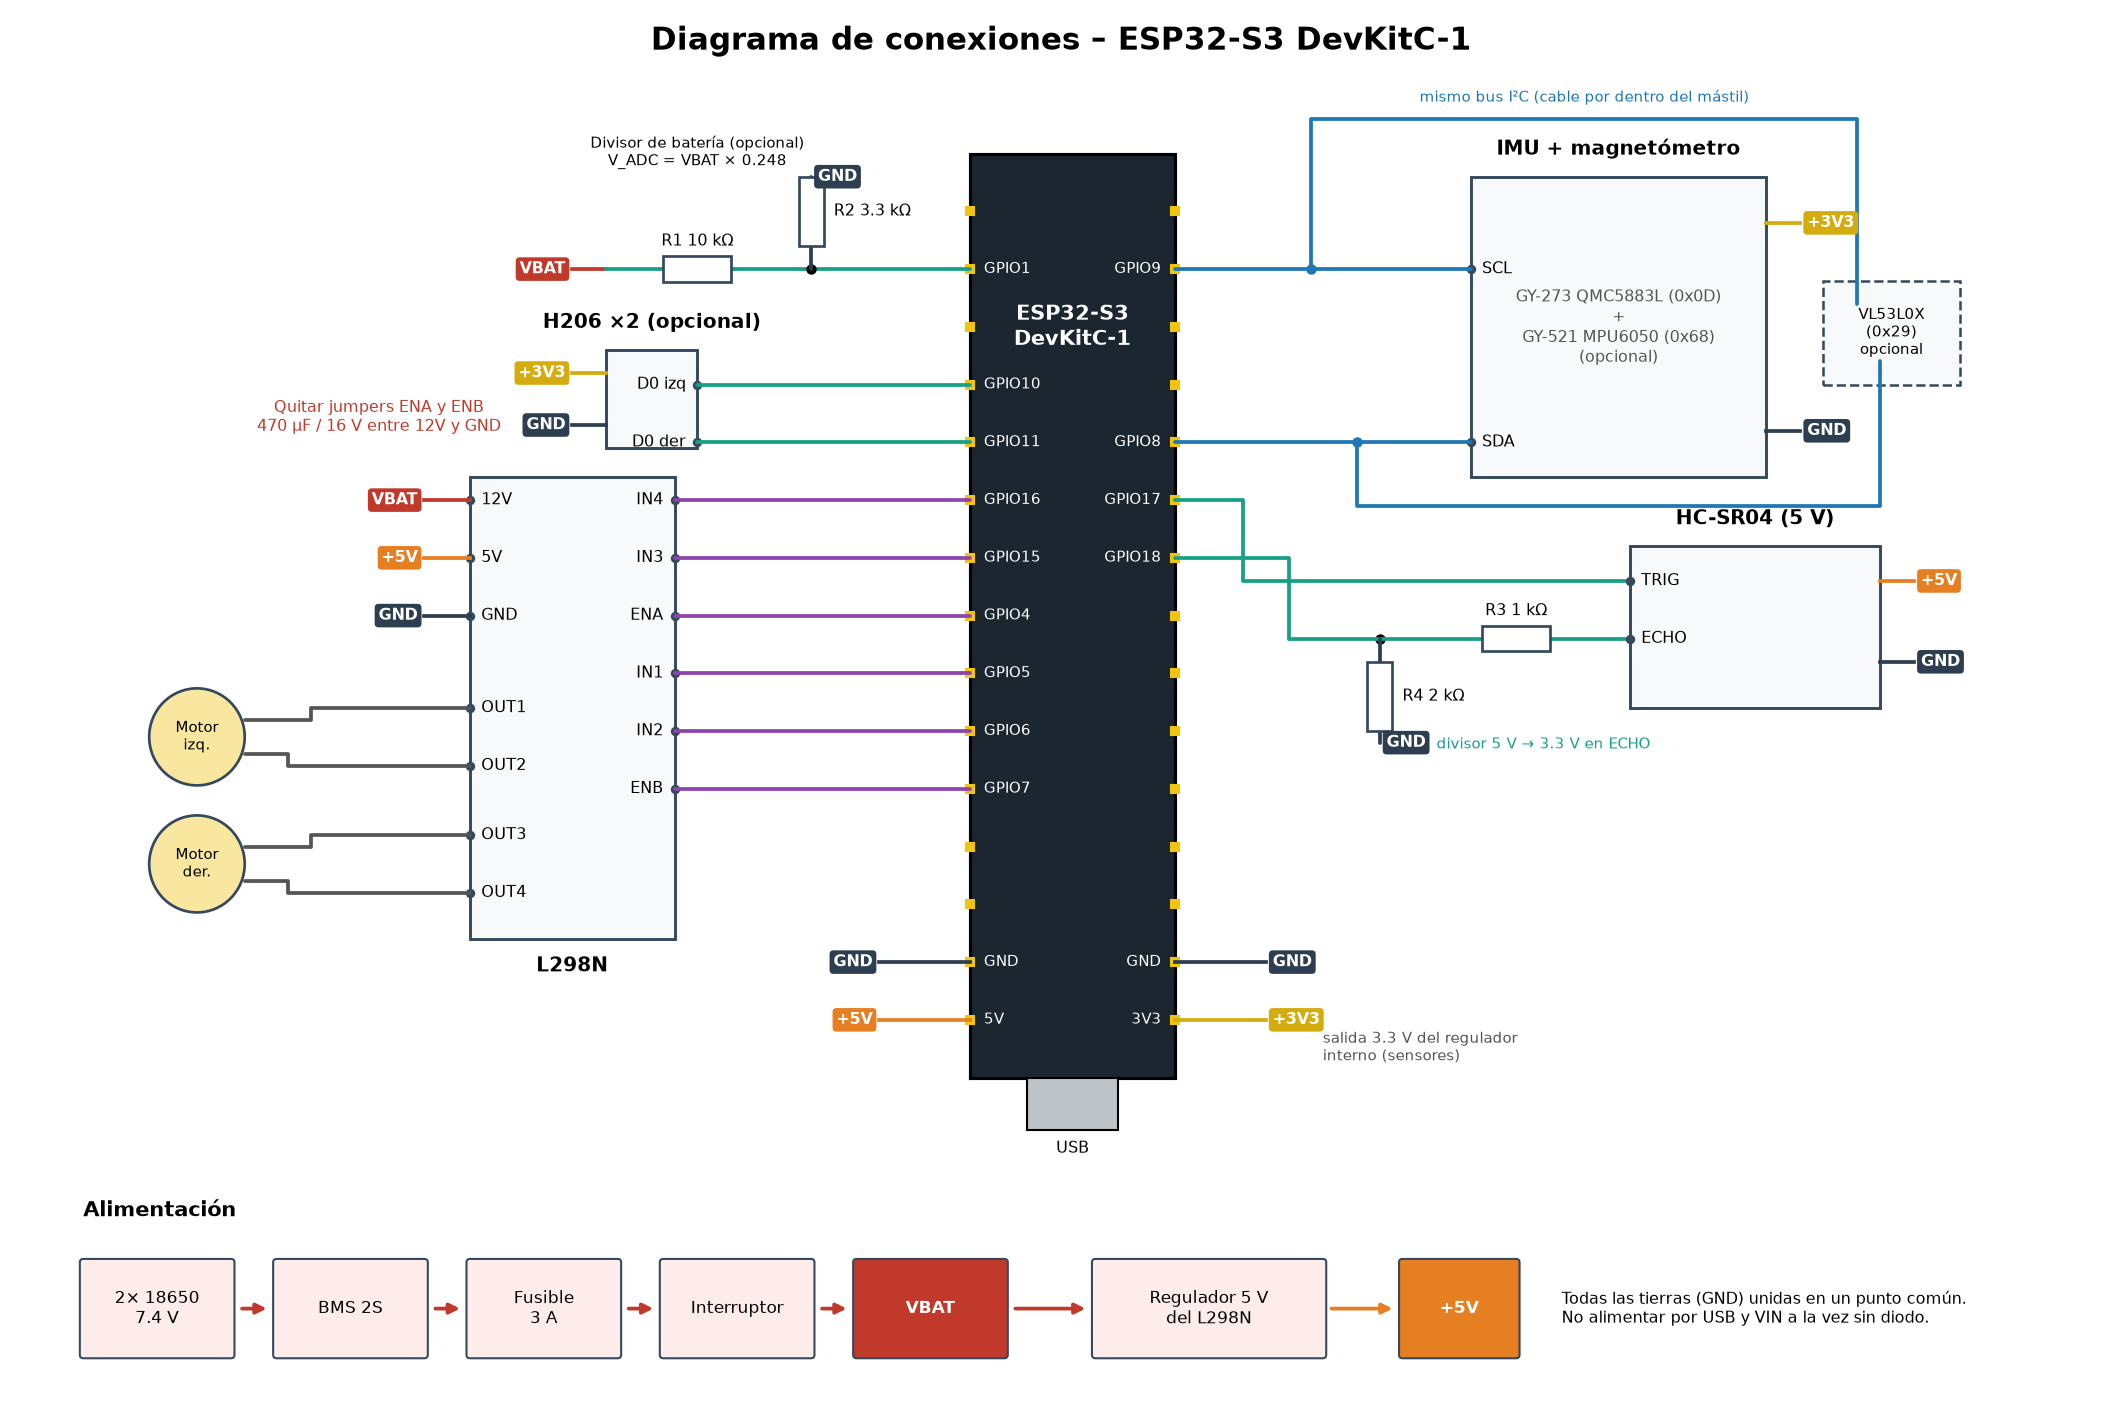 Diagrama de conexiones – ESP32-S3 DevKitC-1
mismo bus I²C (cable por dentro del mástil)
Divisor de batería (opcional)
V_ADC = VBAT × 0.248
GND
R2 3.3 kΩ
R1 10 kΩ
VBAT
H206 ×2 (opcional)
+3V3
GND
D0 izq
D0 der
Quitar jumpers ENA y ENB
470 µF / 16 V entre 12V y GND
VBAT
+5V
GND
12V
5V
GND
OUT1
OUT2
OUT3
OUT4
IN4
IN3
ENA
IN1
IN2
ENB
L298N
Motor
izq.
Motor
der.
ESP32-S3
DevKitC-1
GPIO1
GPIO10
GPIO11
GPIO16
GPIO15
GPIO4
GPIO5
GPIO6
GPIO7
GND
5V
GPIO9
GPIO8
GPIO17
GPIO18
GND
3V3
GND
+5V
GND
+3V3
salida 3.3 V del regulador
interno (sensores)
USB
IMU + magnetómetro
SCL
GY-273 QMC5883L (0x0D)
+
GY-521 MPU6050 (0x68)
(opcional)
SDA
+3V3
GND
VL53L0X
(0x29)
opcional
HC-SR04 (5 V)
TRIG
ECHO
+5V
GND
R3 1 kΩ
R4 2 kΩ
GND
divisor 5 V → 3.3 V en ECHO
Alimentación
2× 18650
7.4 V
BMS 2S
Fusible
3 A
Interruptor
VBAT
Regulador 5 V
del L298N
+5V
Todas las tierras (GND) unidas en un punto común.
No alimentar por USB y VIN a la vez sin diodo.